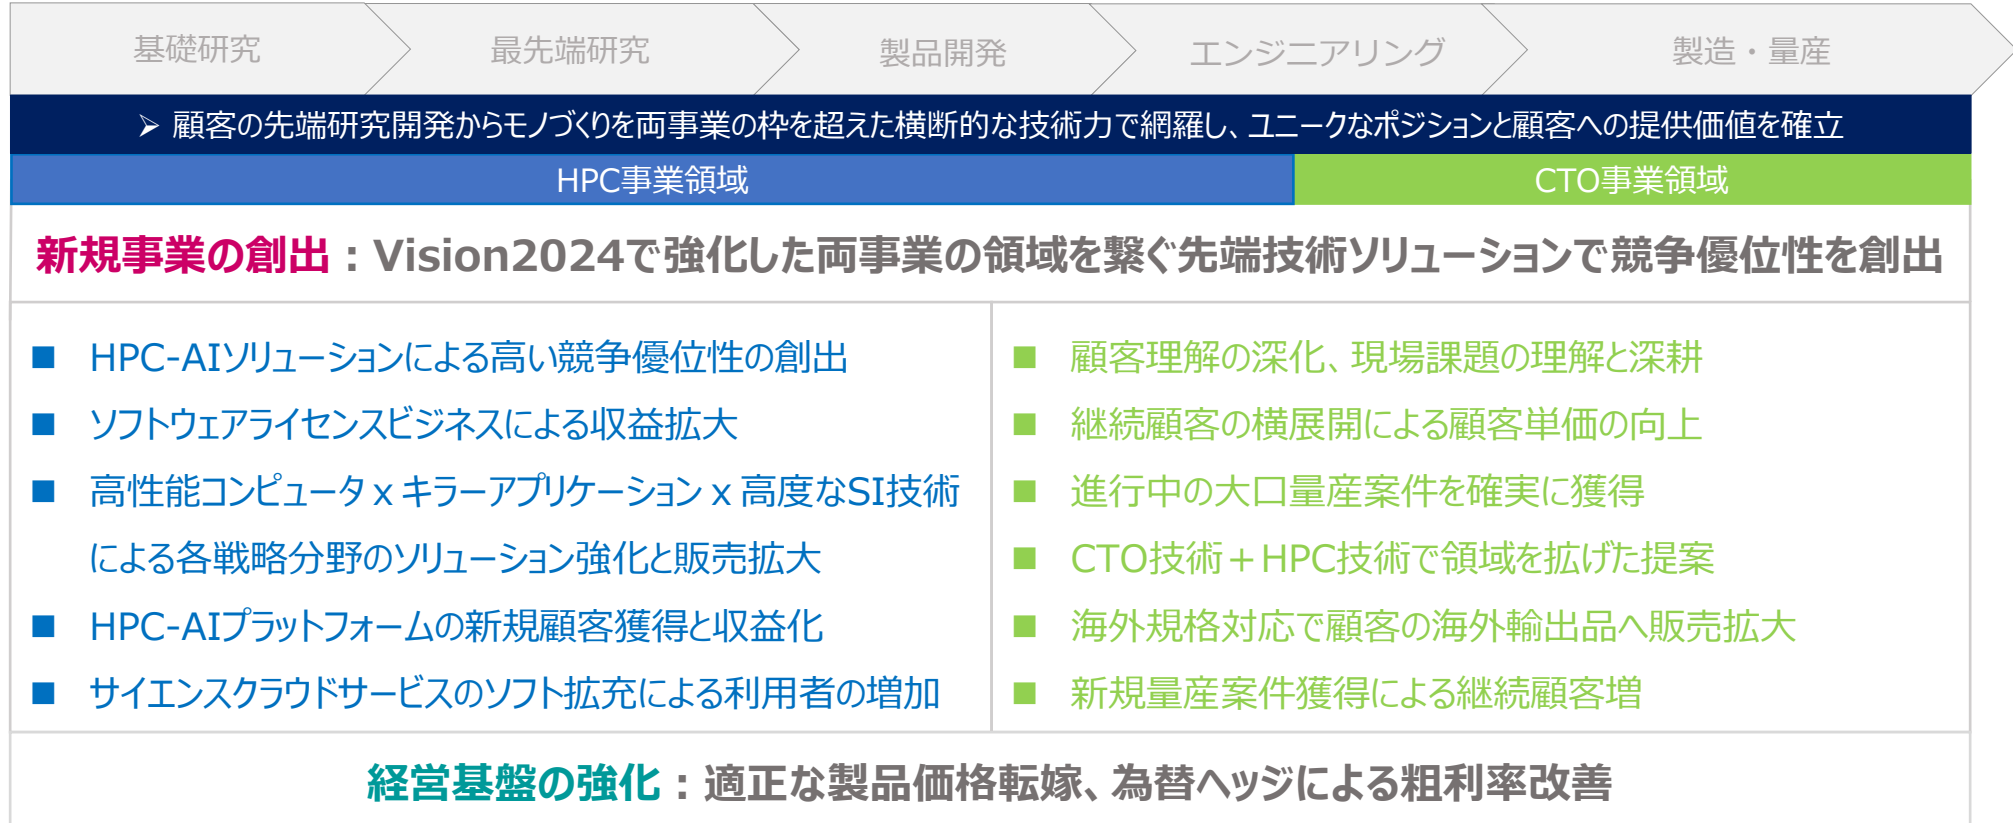 基礎研究
最先端研究
製品開発
エンジニアリング
製造・量産
➢ 顧客の先端研究開発からモノづくりを両事業の枠を超えた横断的な技術力で網羅し、ユニークなポジションと顧客への提供価値を確立
HPC事業領域
CTO事業領域
新規事業の創出：Vision2024で強化した両事業の領域を繋ぐ先端技術ソリューションで競争優位性を創出
■ HPC-AIソリューションによる高い競争優位性の創出
■ ソフトウェアライセンスビジネスによる収益拡大
■ 高性能コンピュータ x キラーアプリケーション x 高度なSI技術
による各戦略分野のソリューション強化と販売拡大
■ HPC-AIプラットフォームの新規顧客獲得と収益化
■ サイエンスクラウドサービスのソフト拡充による利用者の増加
■ 顧客理解の深化、現場課題の理解と深耕
■ 継続顧客の横展開による顧客単価の向上
■ 進行中の大口量産案件を確実に獲得
■ CTO技術＋HPC技術で領域を拡げた提案
■ 海外規格対応で顧客の海外輸出品へ販売拡大
■ 新規量産案件獲得による継続顧客増
経営基盤の強化：適正な製品価格転嫁、為替ヘッジによる粗利率改善